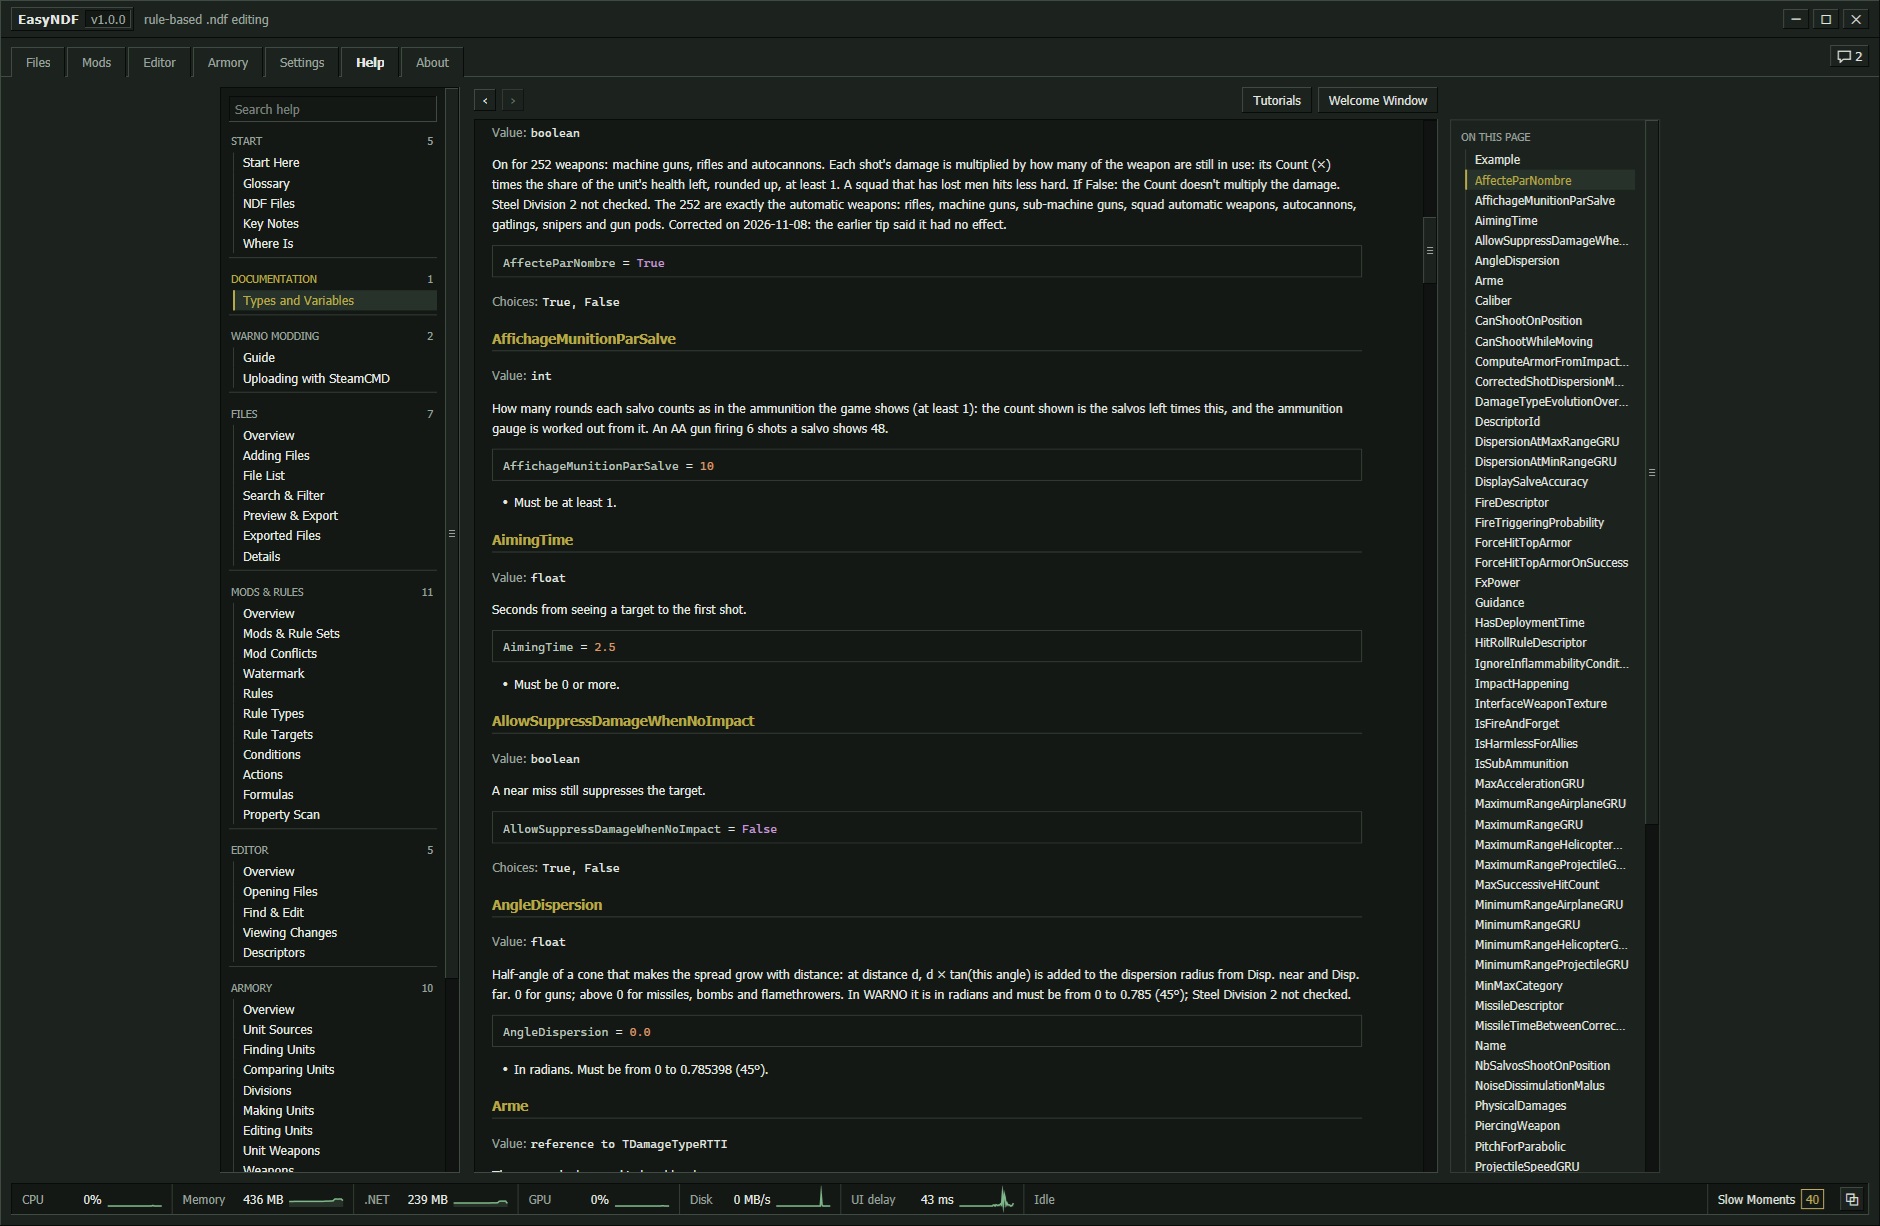 EasyNDF v1.0.0 rule-based .ndf editing
Files Mods Editor Armory Settings Help About
2
Search help
START 5
Start Here
Glossary
NDF Files
Key Notes
Where Is
DOCUMENTATION 1
Types and Variables
WARNO MODDING 2
Guide
Uploading with SteamCMD
FILES 7
Overview
Adding Files
File List
Search & Filter
Preview & Export
Exported Files
Details
MODS & RULES 11
Overview
Mods & Rule Sets
Mod Conflicts
Watermark
Rules
Rule Types
Rule Targets
Conditions
Actions
Formulas
Property Scan
EDITOR 5
Overview
Opening Files
Find & Edit
Viewing Changes
Descriptors
ARMORY 10
Overview
Unit Sources
Finding Units
Comparing Units
Divisions
Making Units
Editing Units
Unit Weapons
Weapons
‹ › Tutorials Welcome Window
Value: boolean
On for 252 weapons: machine guns, rifles and autocannons. Each shot's damage is multiplied by how many of the weapon are still in use: its Count (×)
times the share of the unit's health left, rounded up, at least 1. A squad that has lost men hits less hard. If False: the Count doesn't multiply the damage.
Steel Division 2 not checked. The 252 are exactly the automatic weapons: rifles, machine guns, sub-machine guns, squad automatic weapons, autocannons,
gatlings, snipers and gun pods. Corrected on 2026-11-08: the earlier tip said it had no effect.
AffecteParNombre = True
Choices: True, False
AffichageMunitionParSalve
Value: int
How many rounds each salvo counts as in the ammunition the game shows (at least 1): the count shown is the salvos left times this, and the ammunition
gauge is worked out from it. An AA gun firing 6 shots a salvo shows 48.
AffichageMunitionParSalve = 10
• Must be at least 1.
AimingTime
Value: float
Seconds from seeing a target to the first shot.
AimingTime = 2.5
• Must be 0 or more.
AllowSuppressDamageWhenNoImpact
Value: boolean
A near miss still suppresses the target.
AllowSuppressDamageWhenNoImpact = False
Choices: True, False
AngleDispersion
Value: float
Half-angle of a cone that makes the spread grow with distance: at distance d, d × tan(this angle) is added to the dispersion radius from Disp. near and Disp.
far. 0 for guns; above 0 for missiles, bombs and flamethrowers. In WARNO it is in radians and must be from 0 to 0.785 (45°); Steel Division 2 not checked.
AngleDispersion = 0.0
• In radians. Must be from 0 to 0.785398 (45°).
Arme
Value: reference to TDamageTypeRTTI
ON THIS PAGE
Example
AffecteParNombre
AffichageMunitionParSalve
AimingTime
AllowSuppressDamageWhe...
AngleDispersion
Arme
Caliber
CanShootOnPosition
CanShootWhileMoving
ComputeArmorFromImpact...
CorrectedShotDispersionM...
DamageTypeEvolutionOver...
DescriptorId
DispersionAtMaxRangeGRU
DispersionAtMinRangeGRU
DisplaySalveAccuracy
FireDescriptor
FireTriggeringProbability
ForceHitTopArmor
ForceHitTopArmorOnSuccess
FxPower
Guidance
HasDeploymentTime
HitRollRuleDescriptor
IgnoreInflammabilityCondit...
ImpactHappening
InterfaceWeaponTexture
IsFireAndForget
IsHarmlessForAllies
IsSubAmmunition
MaxAccelerationGRU
MaximumRangeAirplaneGRU
MaximumRangeGRU
MaximumRangeHelicopter...
MaximumRangeProjectileG...
MaxSuccessiveHitCount
MinimumRangeAirplaneGRU
MinimumRangeGRU
MinimumRangeHelicopterG...
MinimumRangeProjectileGRU
MinMaxCategory
MissileDescriptor
MissileTimeBetweenCorrec...
Name
NbSalvosShootOnPosition
NoiseDissimulationMalus
PhysicalDamages
PiercingWeapon
PitchForParabolic
ProjectileSpeedGRU
CPU 0% Memory 436 MB .NET 239 MB GPU 0% Disk 0 MB/s UI delay 43 ms Idle Slow Moments 40